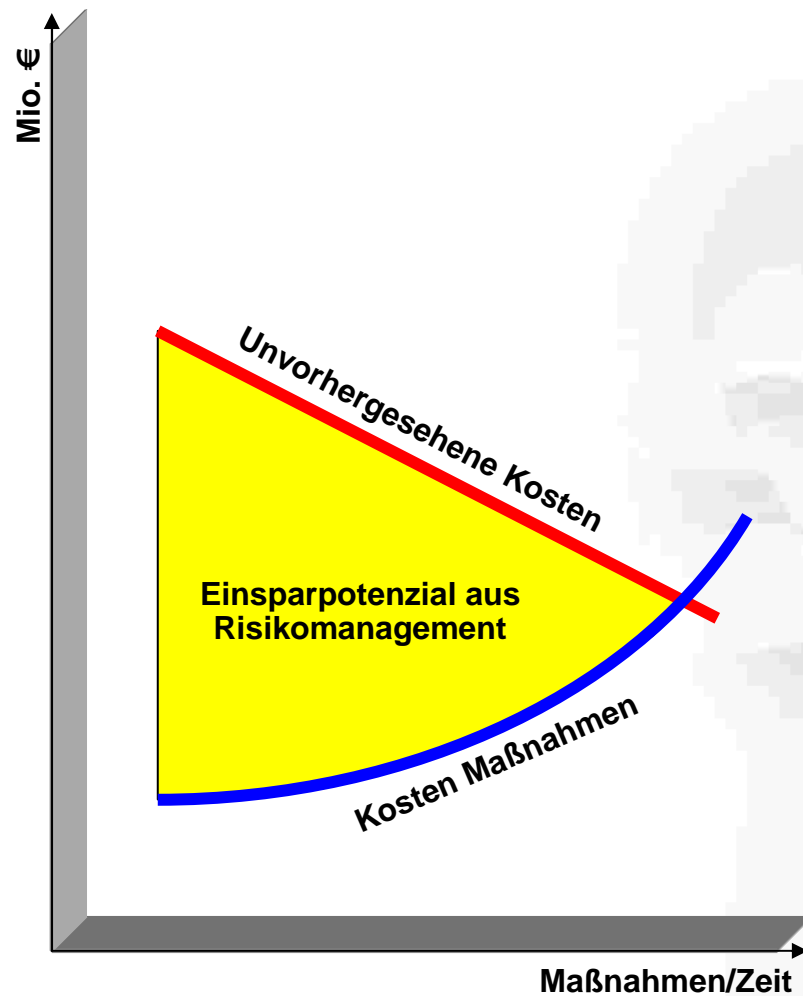 Mio. €
Unvorhergesehene Kosten
Einsparpotenzial aus
Risikomanagement
Kosten Maßnahmen
Maßnahmen/Zeit